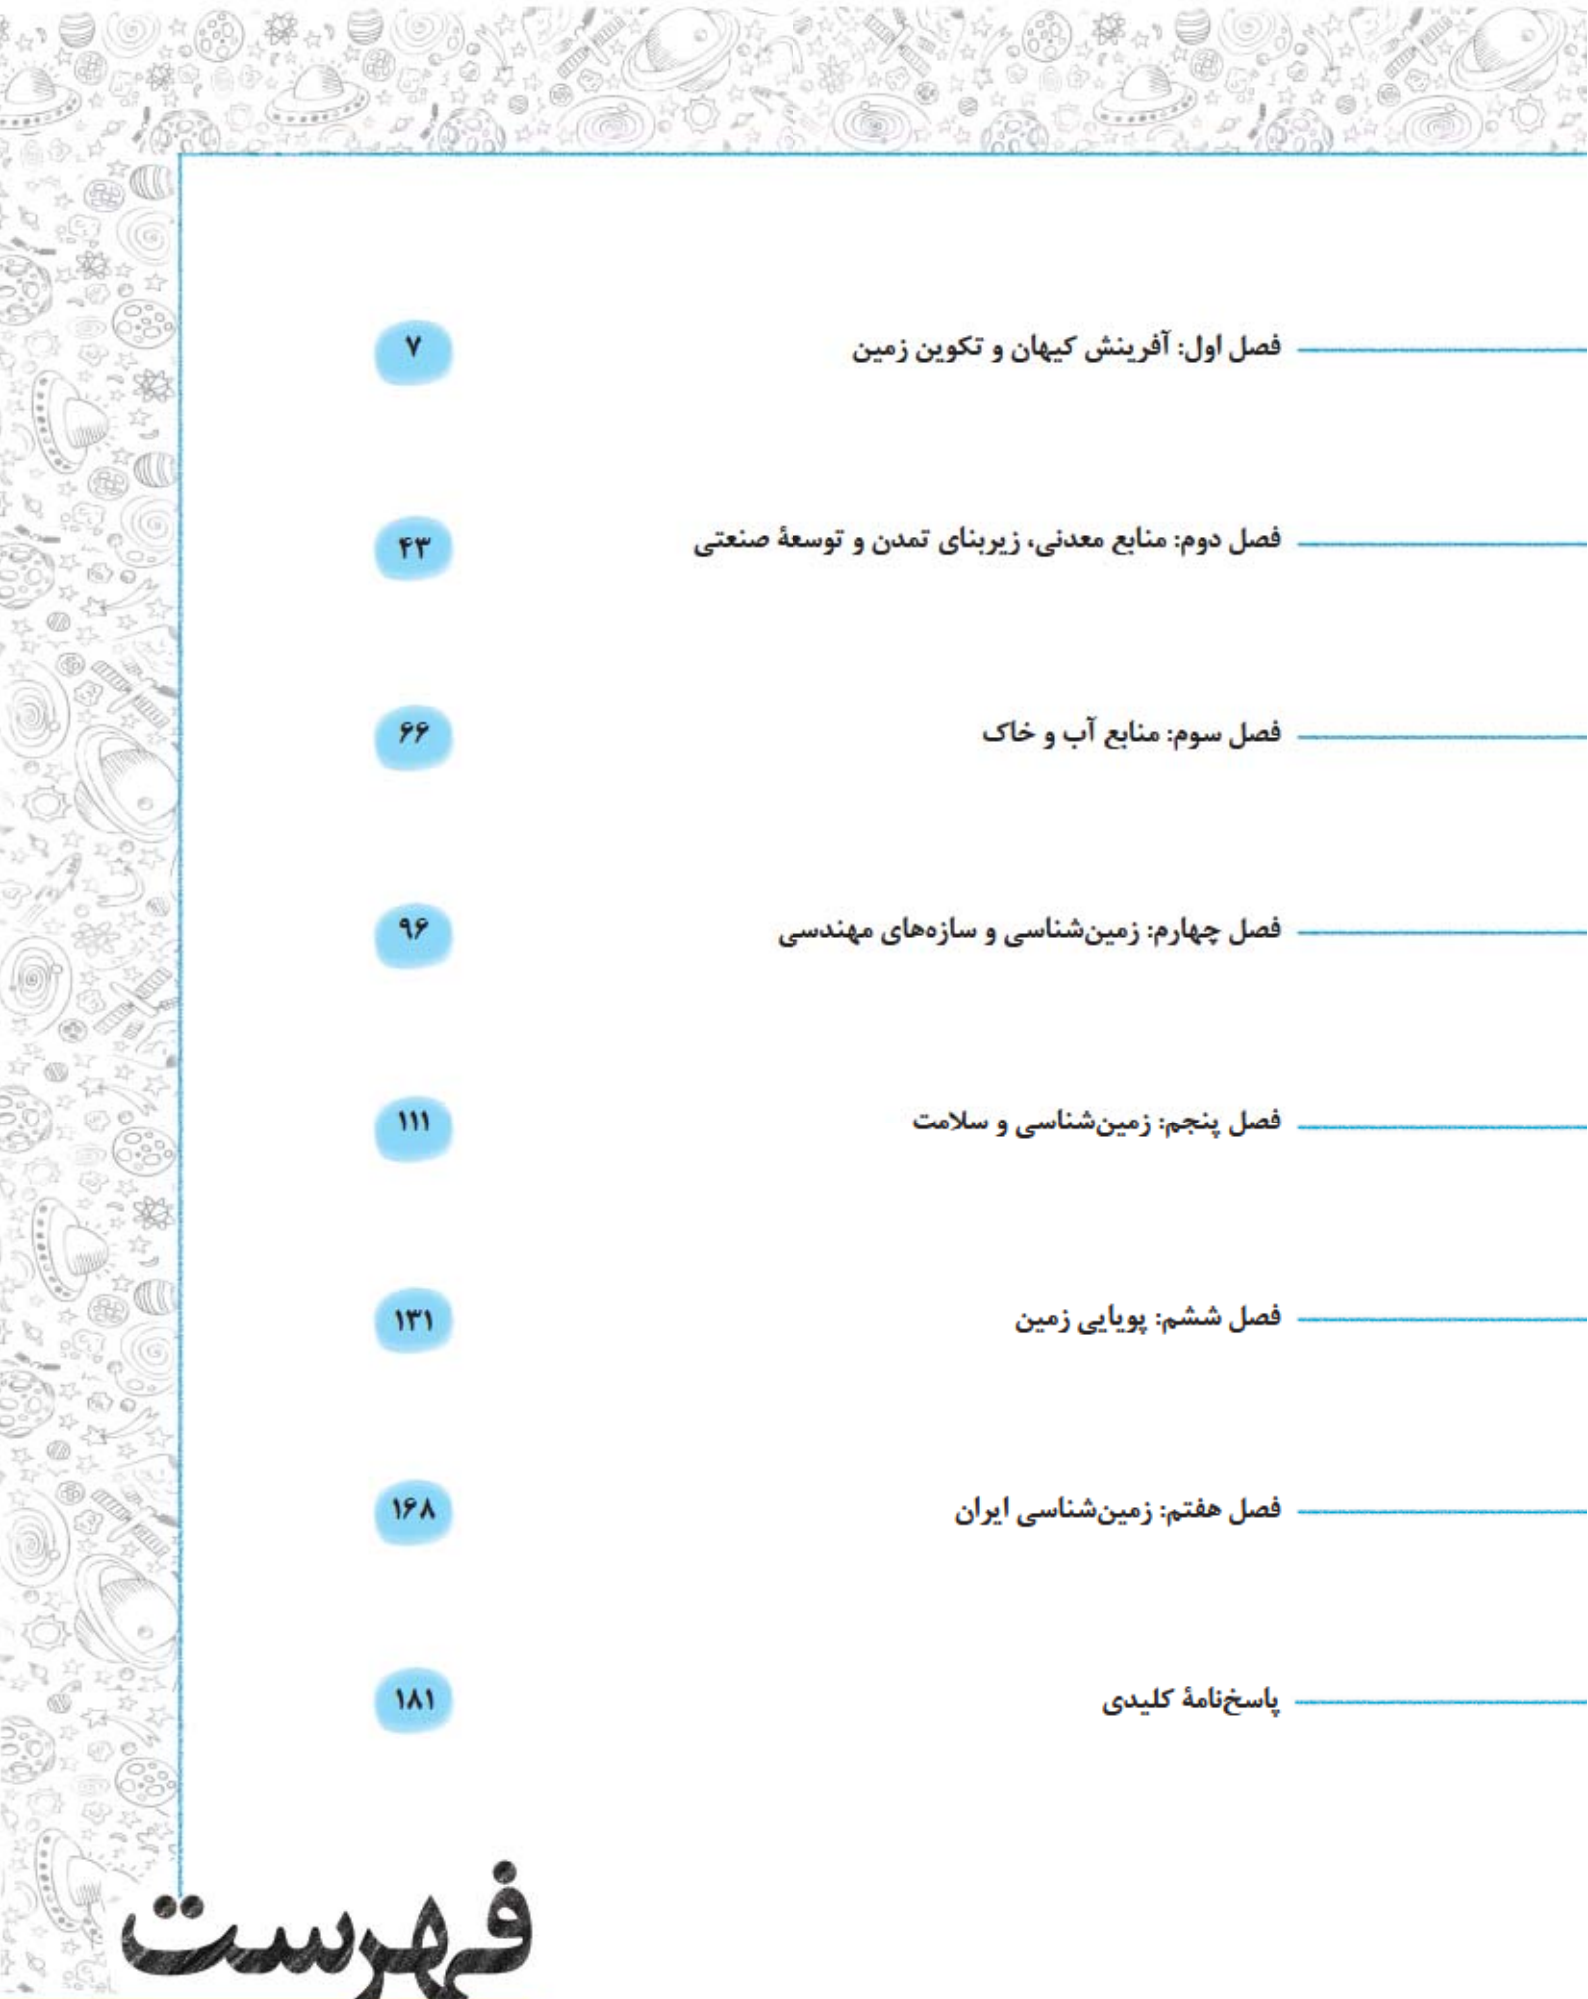 فصل اول: آفرینش کیهان و تکوین زمین ۷
فصل دوم: منابع معدنی، زیربنای تمدن و توسعهٔ صنعتی ۴۳
فصل سوم: منابع آب و خاک ۶۶
فصل چهارم: زمین‌شناسی و سازه‌های مهندسی ۹۶
فصل پنجم: زمین‌شناسی و سلامت ۱۱۱
فصل ششم: پویایی زمین ۱۳۱
فصل هفتم: زمین‌شناسی ایران ۱۶۸
پاسخ‌نامهٔ کلیدی ۱۸۱
فهرست